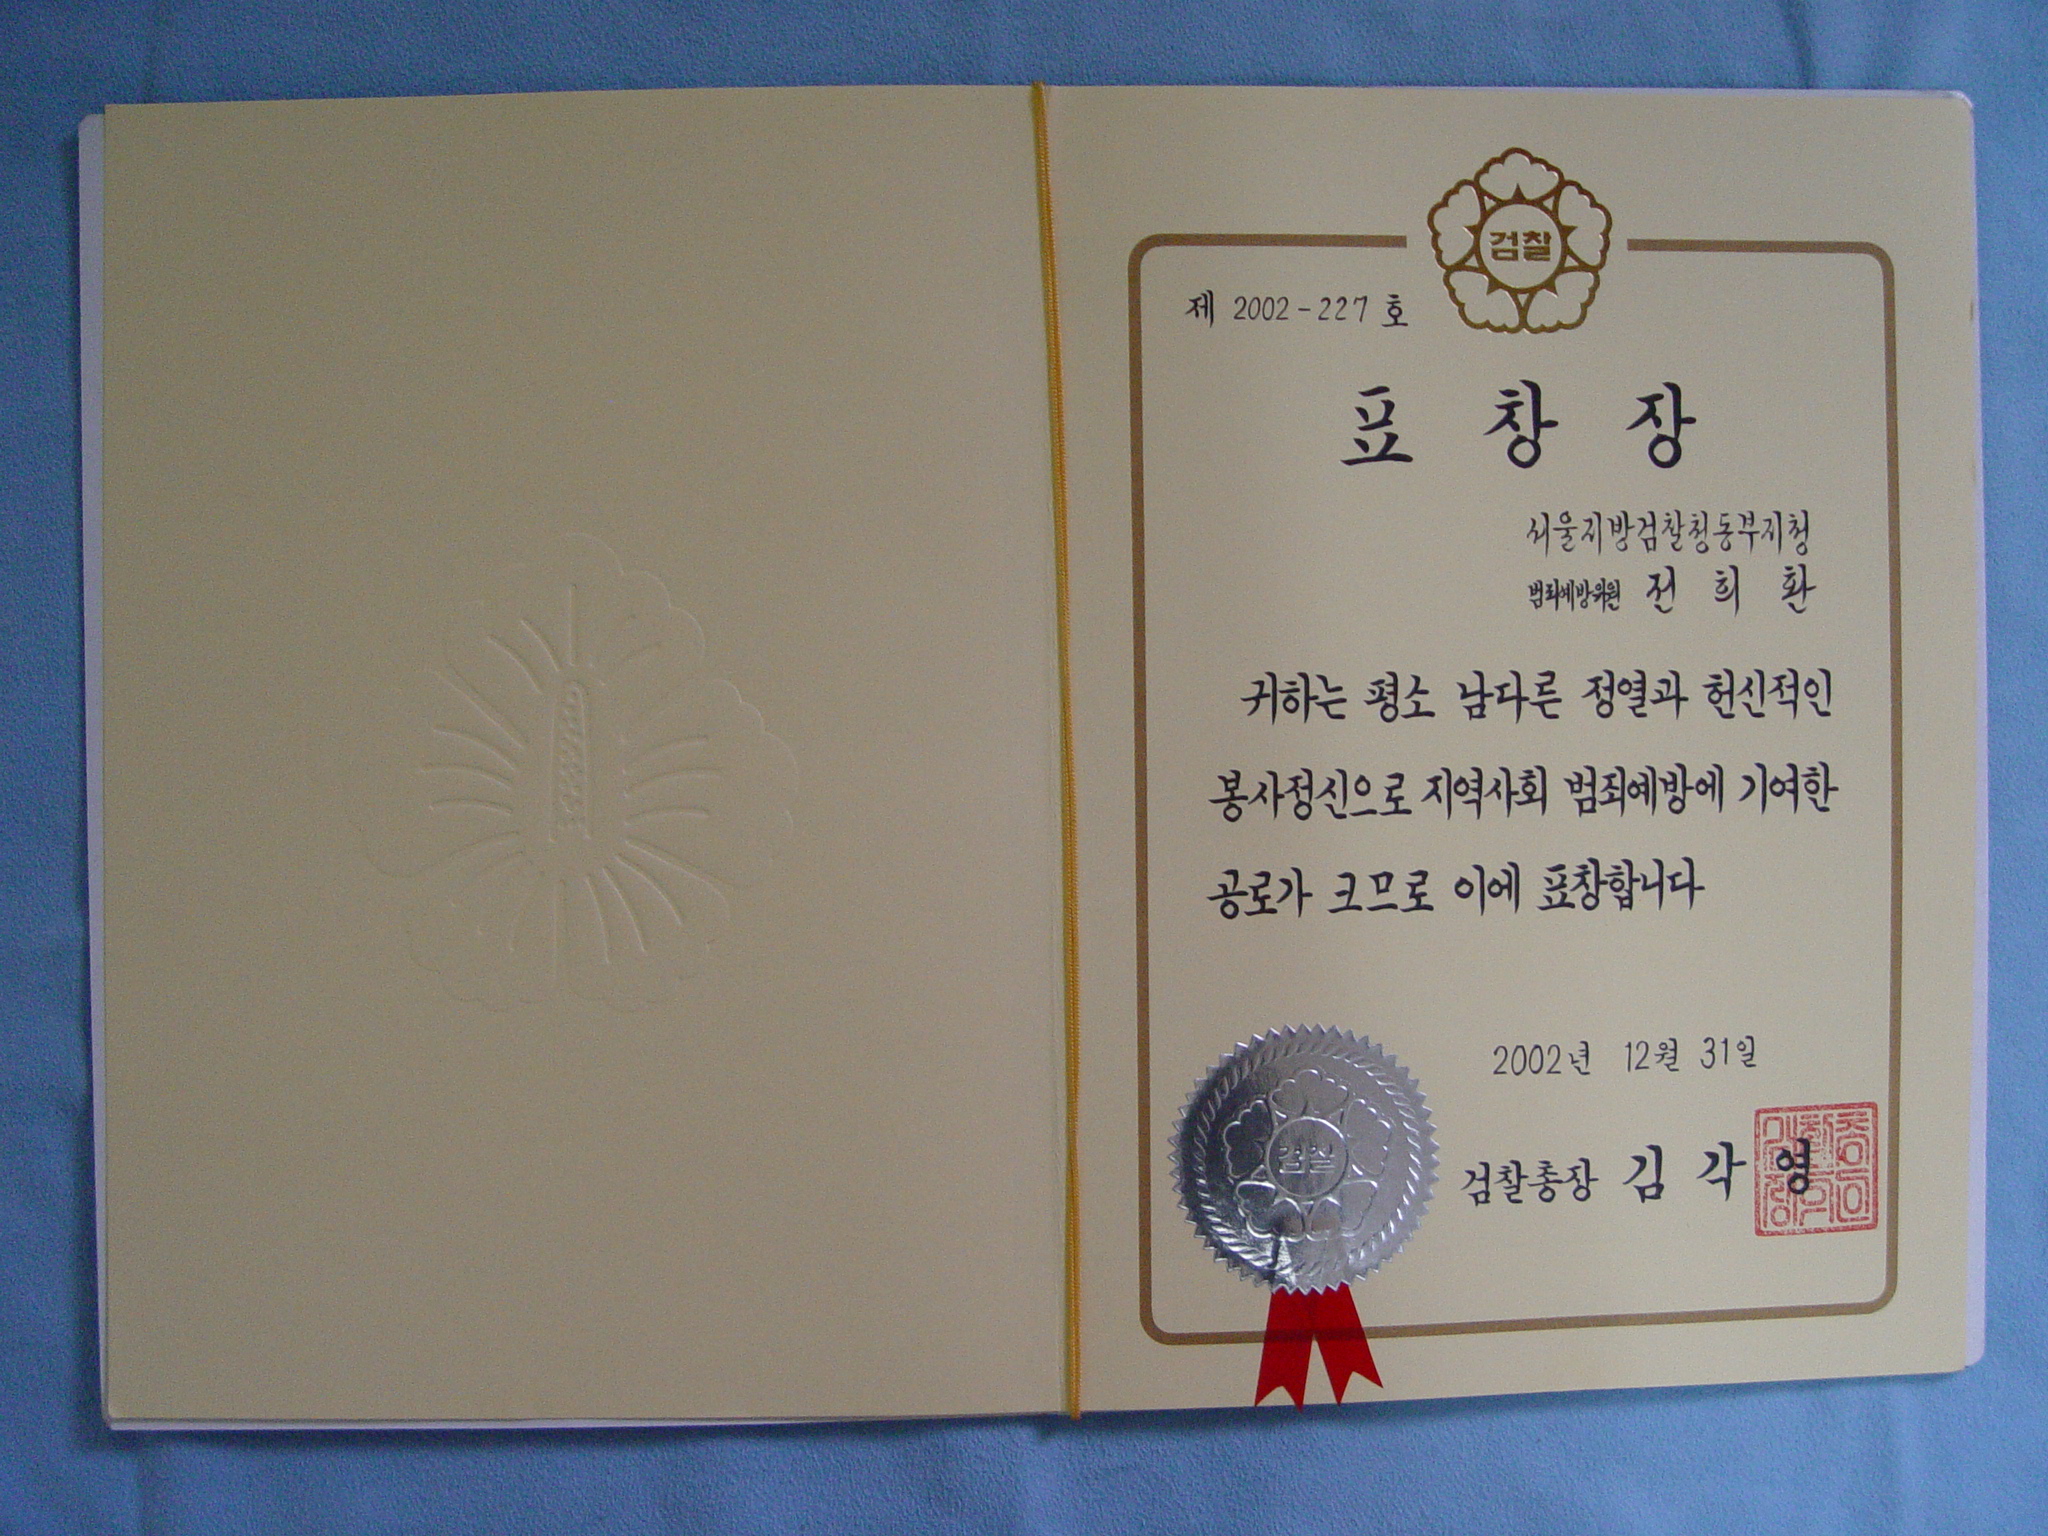 검찰
제 2002-227 호
표 창 장
서울지방검찰청동부지청
범죄예방위원 전 희 환
귀하는 평소 남다른 정열과 헌신적인
봉사정신으로 지역사회 범죄예방에 기여한
공로가 크므로 이에 표창합니다
2002년 12월 31일
검찰총장 김 각 영
검찰